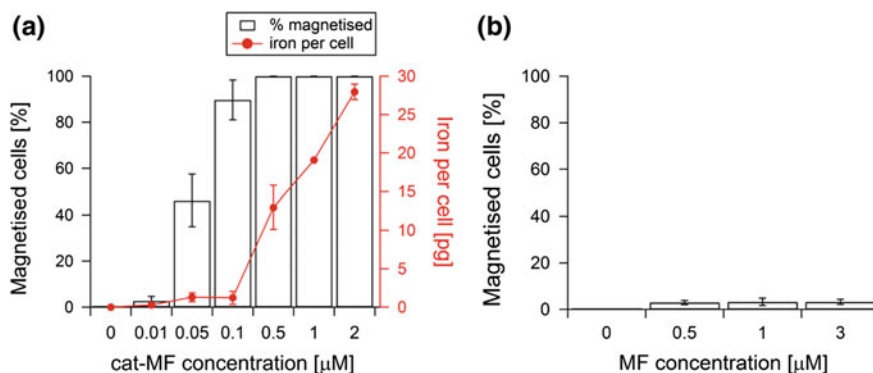 (a)
% magnetised
iron per cell
Magnetised cells [%]
100
80
60
40
20
0
30
25
20
15
10
5
0
Iron per cell [pg]
0 0.01 0.05 0.1 0.5 1 2
cat-MF concentration [µM]
(b)
Magnetised cells [%]
100
80
60
40
20
0
0 0.5 1 3
MF concentration [µM]